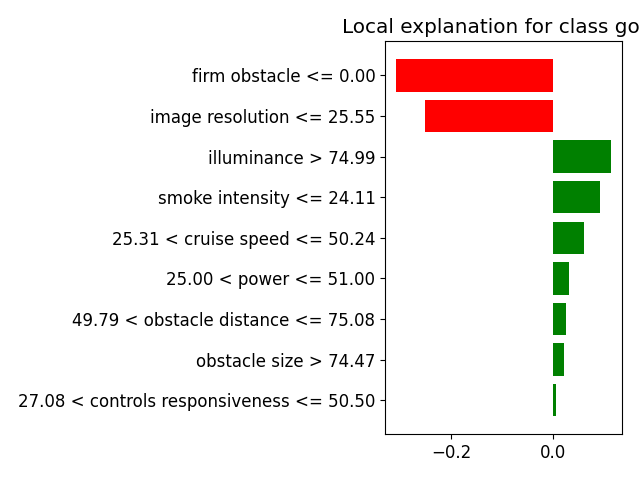 Local explanation for class go
firm obstacle <= 0.00
image resolution <= 25.55
illuminance > 74.99
smoke intensity <= 24.11
25.31 < cruise speed <= 50.24
25.00 < power <= 51.00
49.79 < obstacle distance <= 75.08
obstacle size > 74.47
27.08 < controls responsiveness <= 50.50
−0.2 0.0